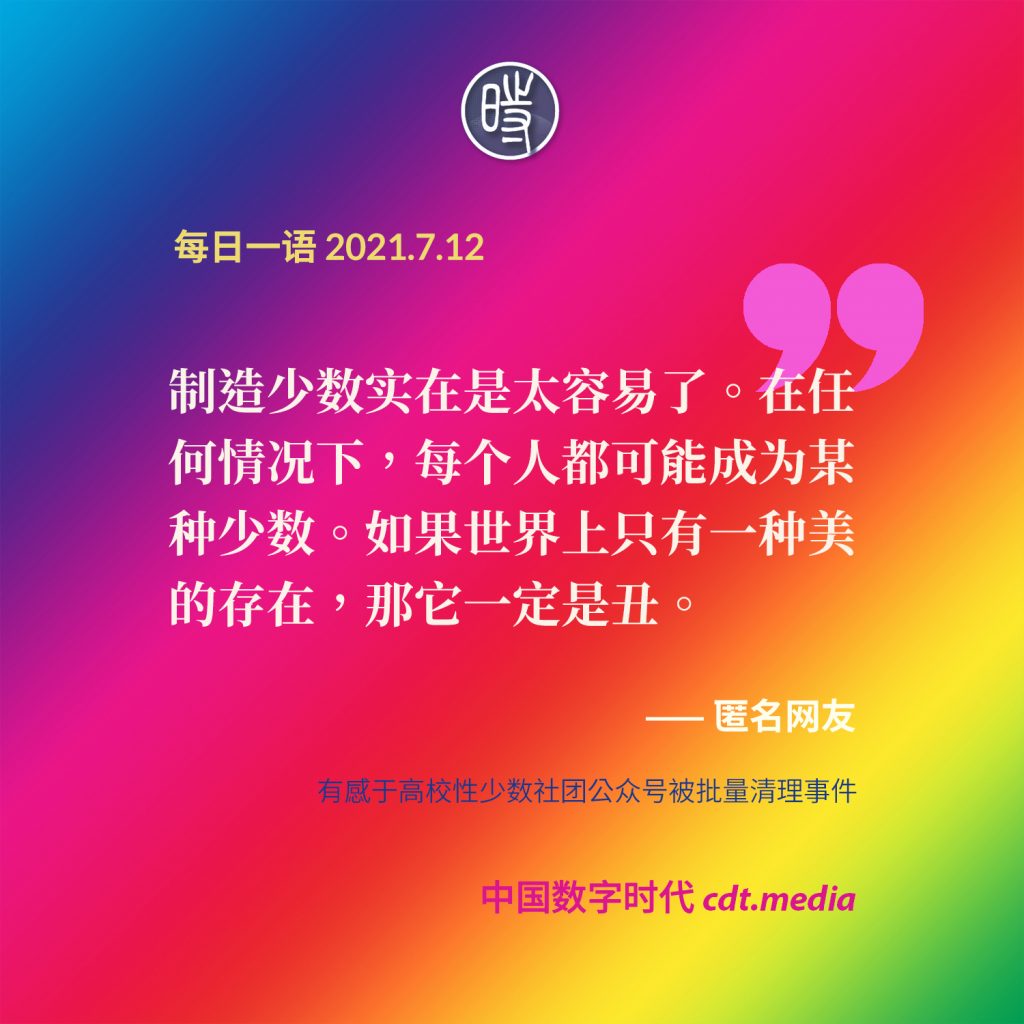 時
每日一语 2021.7.12
制造少数实在是太容易了。在任
何情况下，每个人都可能成为某
种少数。如果世界上只有一种美
的存在，那它一定是丑。
—— 匿名网友
有感于高校性少数社团公众号被批量清理事件
中国数字时代 cdt.media